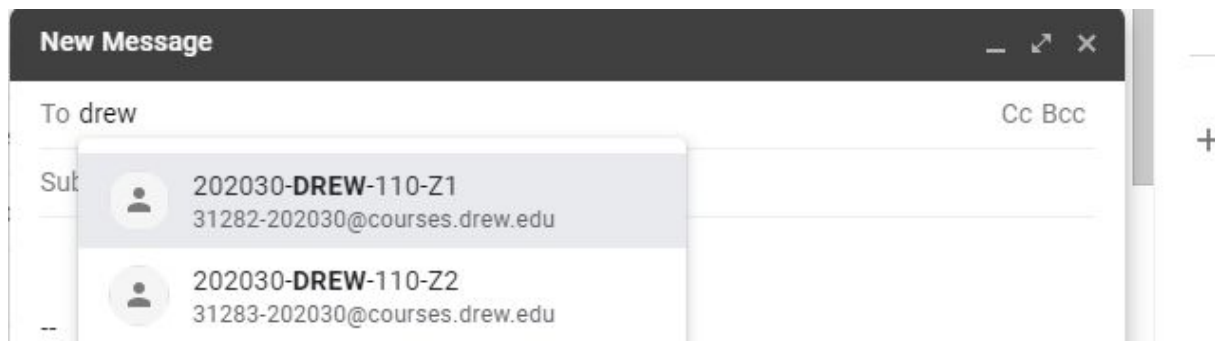 New Message
To drew Cc Bcc
Sub
202030-DREW-110-Z1
31282-202030@courses.drew.edu
202030-DREW-110-Z2
31283-202030@courses.drew.edu
--